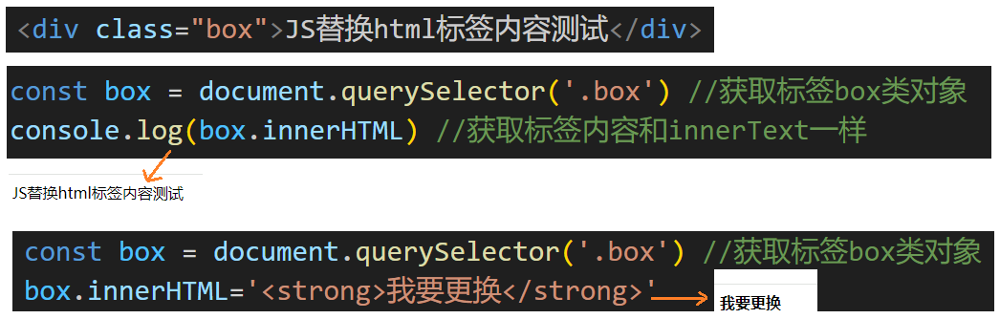 <div class="box">JS替换html标签内容测试</div>
const box = document.querySelector('.box') //获取标签box类对象
console.log(box.innerHTML) //获取标签内容和innerText一样
JS替换html标签内容测试
const box = document.querySelector('.box') //获取标签box类对象
box.innerHTML='<strong>我要更换</strong>'
我要更换